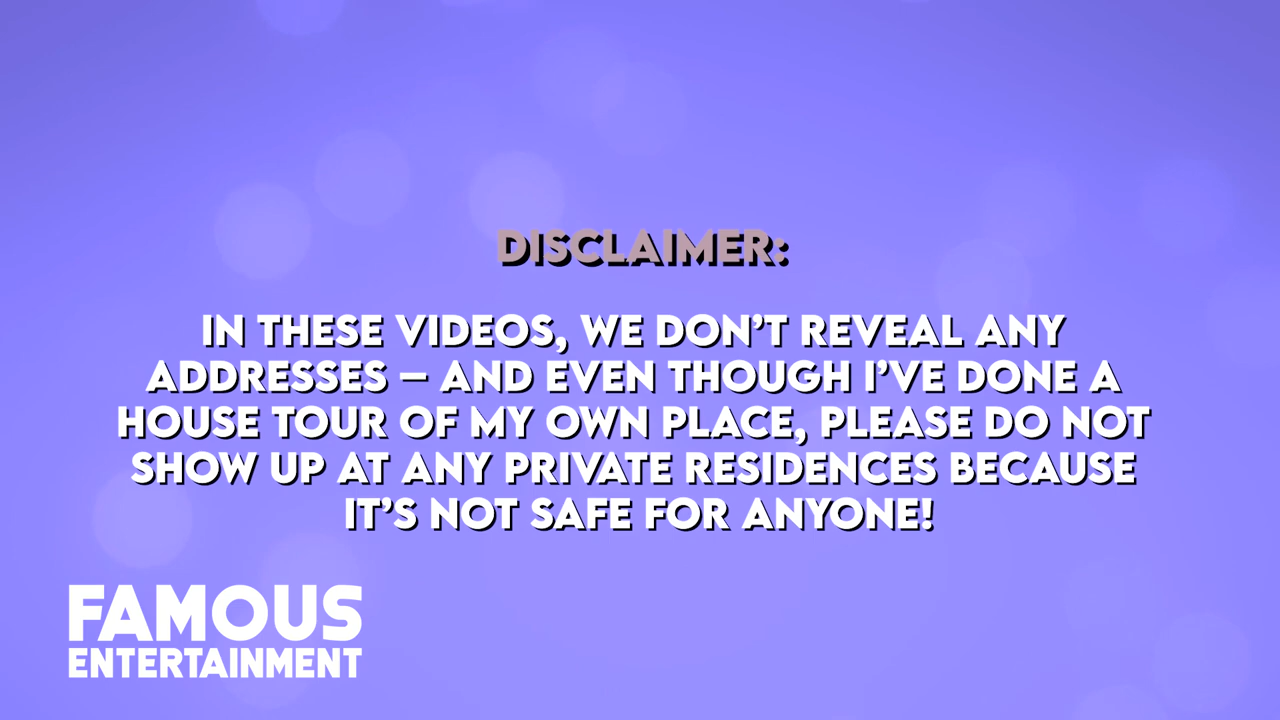 DISCLAIMER:
IN THESE VIDEOS, WE DON'T REVEAL ANY
ADDRESSES – AND EVEN THOUGH I'VE DONE A
HOUSE TOUR OF MY OWN PLACE, PLEASE DO NOT
SHOW UP AT ANY PRIVATE RESIDENCES BECAUSE
IT'S NOT SAFE FOR ANYONE!
FAMOUS
ENTERTAINMENT